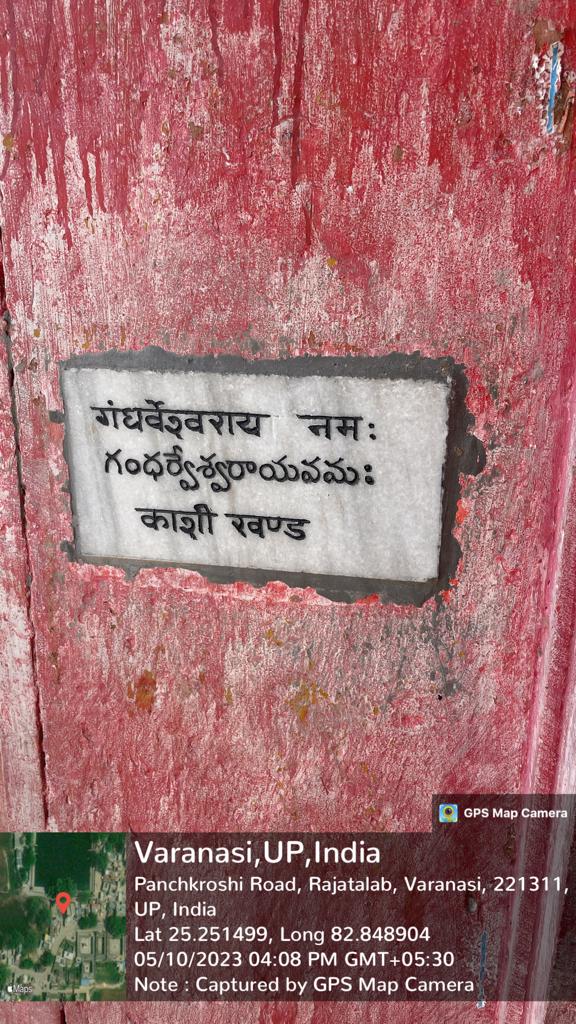 गंधर्वेश्वराय नमः
గంధర్వేశ్వరాయవమః
काशी खण्ड
GPS Map Camera
Varanasi,UP,India
Panchkroshi Road, Rajatalab, Varanasi, 221311,
UP, India
Lat 25.251499, Long 82.848904
05/10/2023 04:08 PM GMT+05:30
Note : Captured by GPS Map Camera
Maps